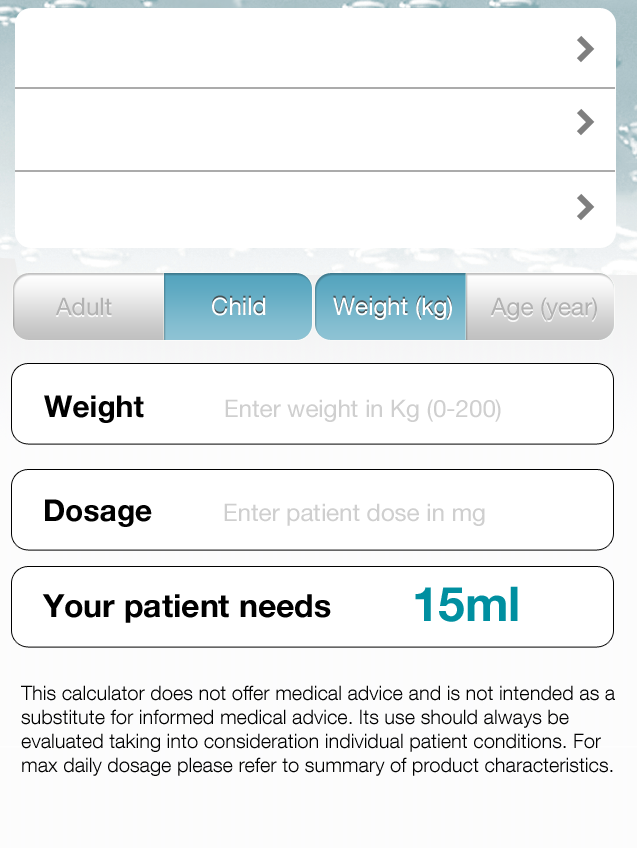 Adult Child Weight (kg) Age (year)
Weight Enter weight in Kg (0-200)
Dosage Enter patient dose in mg
Your patient needs 15ml
This calculator does not offer medical advice and is not intended as a
substitute for informed medical advice. Its use should always be
evaluated taking into consideration individual patient conditions. For
max daily dosage please refer to summary of product characteristics.